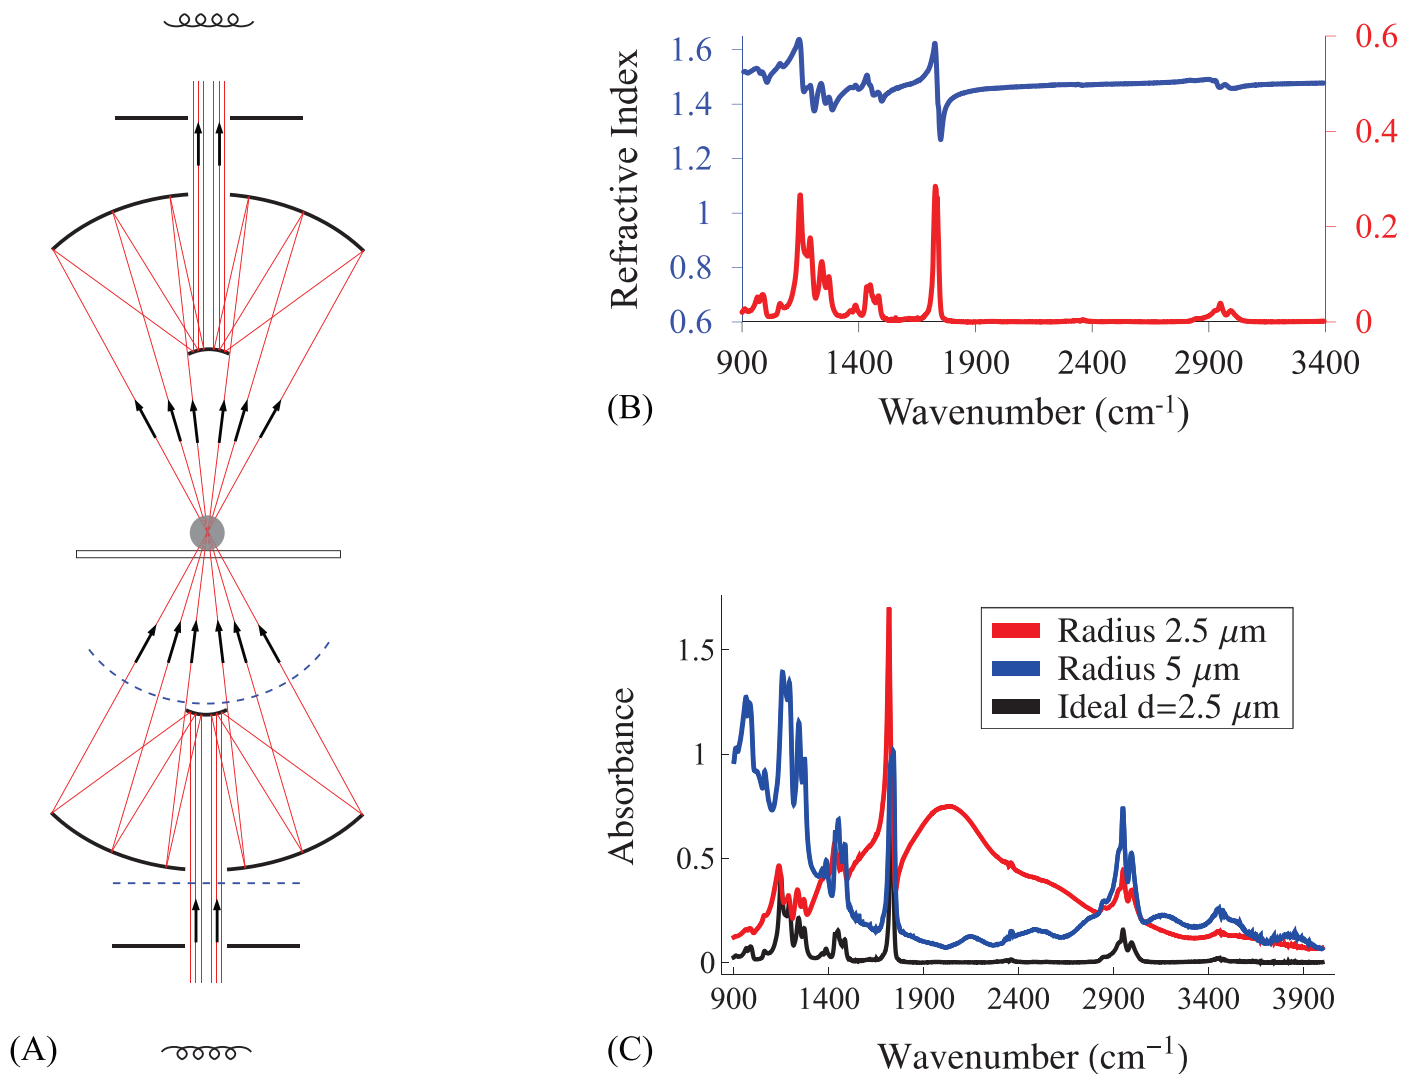 (A)
1.6
1.4
1.2
1
0.8
0.6
Refractive Index
0.6
0.4
0.2
0
900 1400 1900 2400 2900 3400
Wavenumber (cm-1)
(B)
Radius 2.5 μm
Radius 5 μm
Ideal d=2.5 μm
1.5
1
0.5
0
Absorbance
900 1400 1900 2400 2900 3400 3900
Wavenumber (cm−1)
(C)